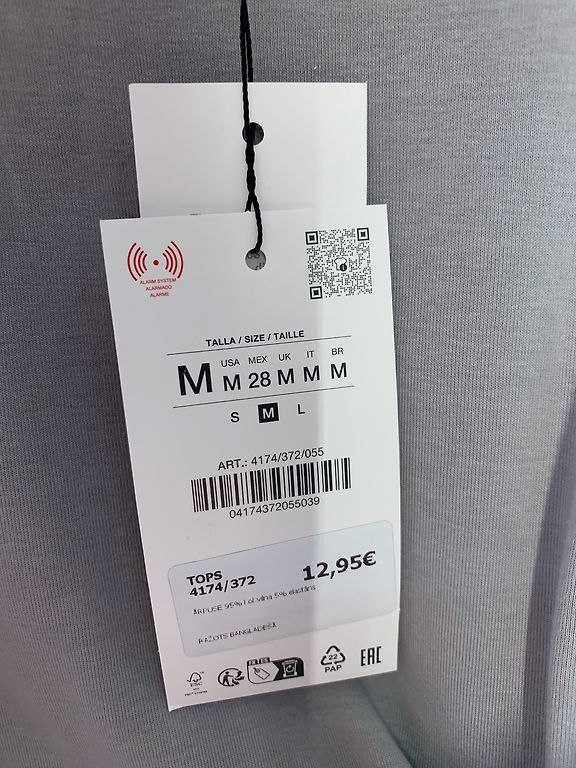 ALARM SYSTEM
ALARMADO
ALARME
TALLA / SIZE / TAILLE
USA MEX UK IT BR
M M 28 M M M
S M L
ART.: 4174/372/055
04174372055039
TOPS
4174/372 12,95€
ĀRPUSE 95% kokvilna 5% elastāns
RAŽOTS BANGLADEŠĀ
FSC
22
PAP
EAC